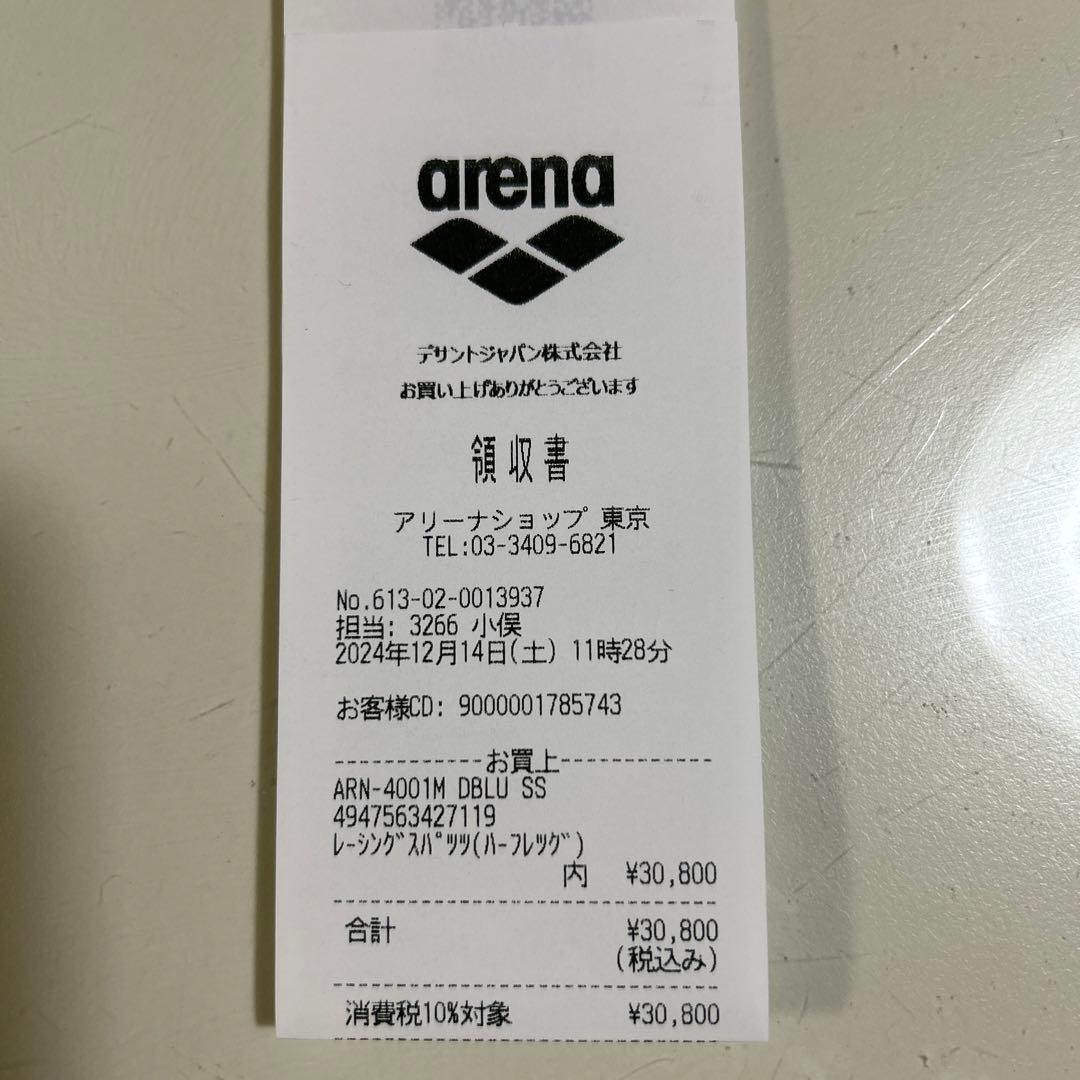 arena
デサントジャパン株式会社
お買い上げありがとうございます
領収書
アリーナショップ 東京
TEL:03-3409-6821
No.613-02-0013937
担当: 3266 小俣
2024年12月14日(土) 11時28分
お客様CD: 9000001785743
------------お買上------------
ARN-4001M DBLU SS
4947563427119
ﾚｰｼﾝｸﾞｽﾊﾟﾂﾂ(ﾊｰﾌﾚﾂｸﾞ)
内 ¥30,800
合計 ¥30,800
(税込み)
消費税10%対象 ¥30,800